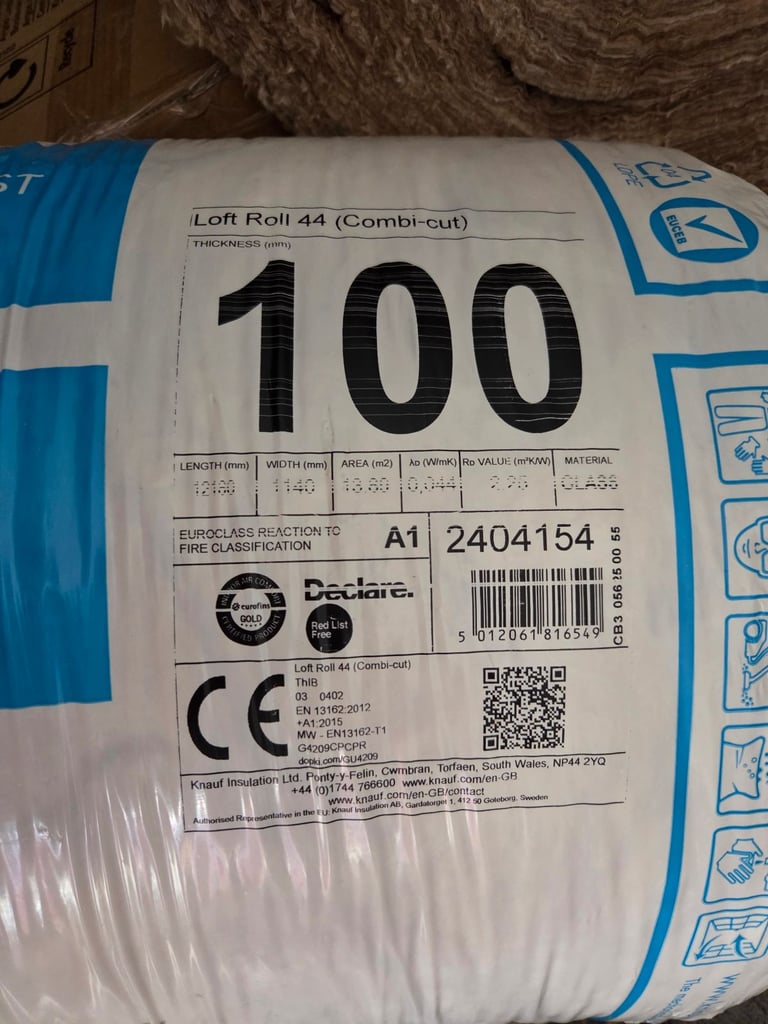 ST
Loft Roll 44 (Combi-cut)
THICKNESS (mm)
100
LENGTH (mm) WIDTH (mm) AREA (m2) λD (W/mK) RD VALUE (m²K/W) MATERIAL
1140 0,044 GLASS
EUROCLASS REACTION TO
FIRE CLASSIFICATION
A1
2404154
5 012061 816549
Declare.
Red List
Free
eurofins
GOLD
CERTIFIED PRODUCT
CE
Loft Roll 44 (Combi-cut)
ThIB
03 0402
EN 13162:2012
+A1:2015
MW - EN13162-T1
G4209CPCPR
dopki.com/GU4209
Knauf Insulation Ltd. Ponty-y-Felin, Cwmbran, Torfaen, South Wales, NP44 2YQ
+44 (0)1744 766600 www.knauf.com/en-GB
www.knauf.com/en-GB/contact
Authorised Representative in the EU: Knauf Insulation AB, Gardatorget 1, 412 50 Goteborg, Sweden
04
LDPE
EUCEB